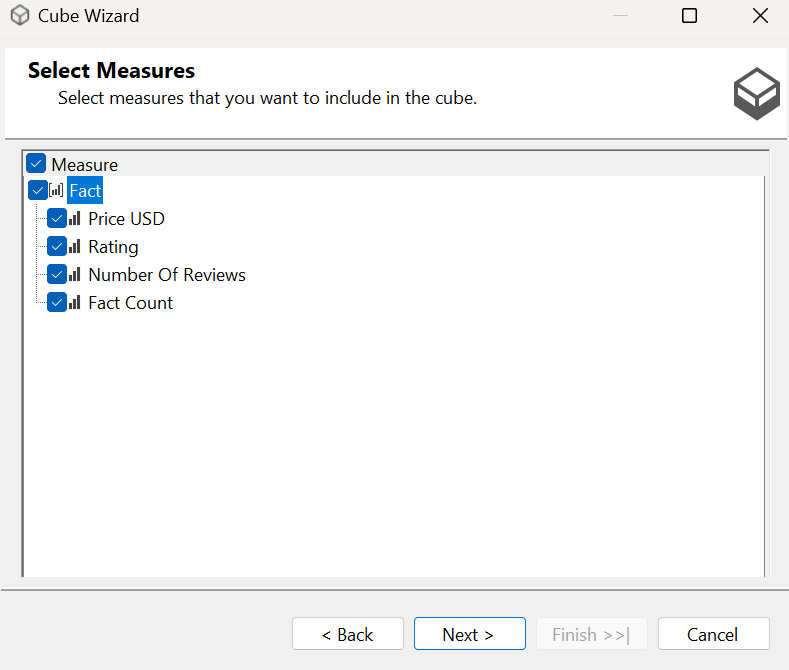 Cube Wizard
Select Measures
Select measures that you want to include in the cube.
Measure
Fact
Price USD
Rating
Number Of Reviews
Fact Count
< Back
Next >
Finish >>|
Cancel